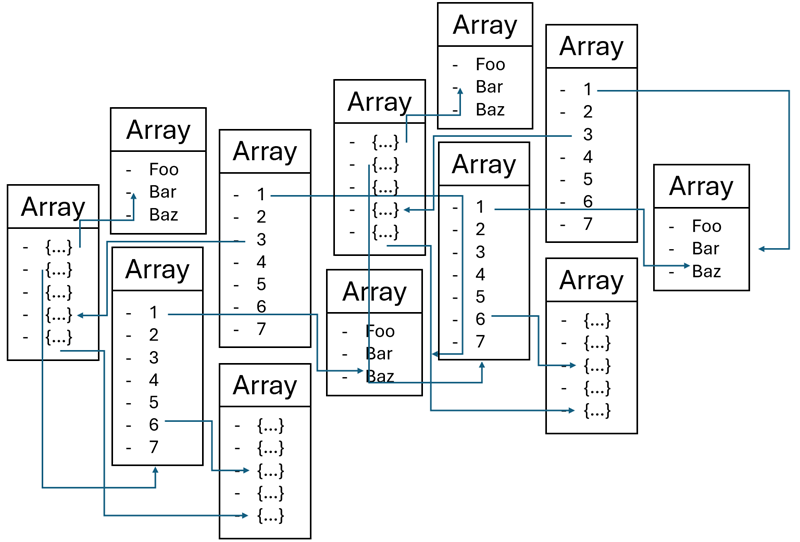 Array
- {...}
- {...}
- {...}
- {...}
- {...}
Array
- Foo
- Bar
- Baz
Array
- 1
- 2
- 3
- 4
- 5
- 6
- 7
Array
- 1
- 2
- 3
- 4
- 5
- 6
- 7
Array
- {...}
- {...}
- {...}
- {...}
- {...}
Array
- {...}
- {...}
- {...}
- {...}
- {...}
Array
- Foo
- Bar
- Baz
Array
- Foo
- Bar
- Baz
Array
- 1
- 2
- 3
- 4
- 5
- 6
- 7
Array
- 1
- 2
- 3
- 4
- 5
- 6
- 7
Array
- Foo
- Bar
- Baz
Array
- {...}
- {...}
- {...}
- {...}
- {...}